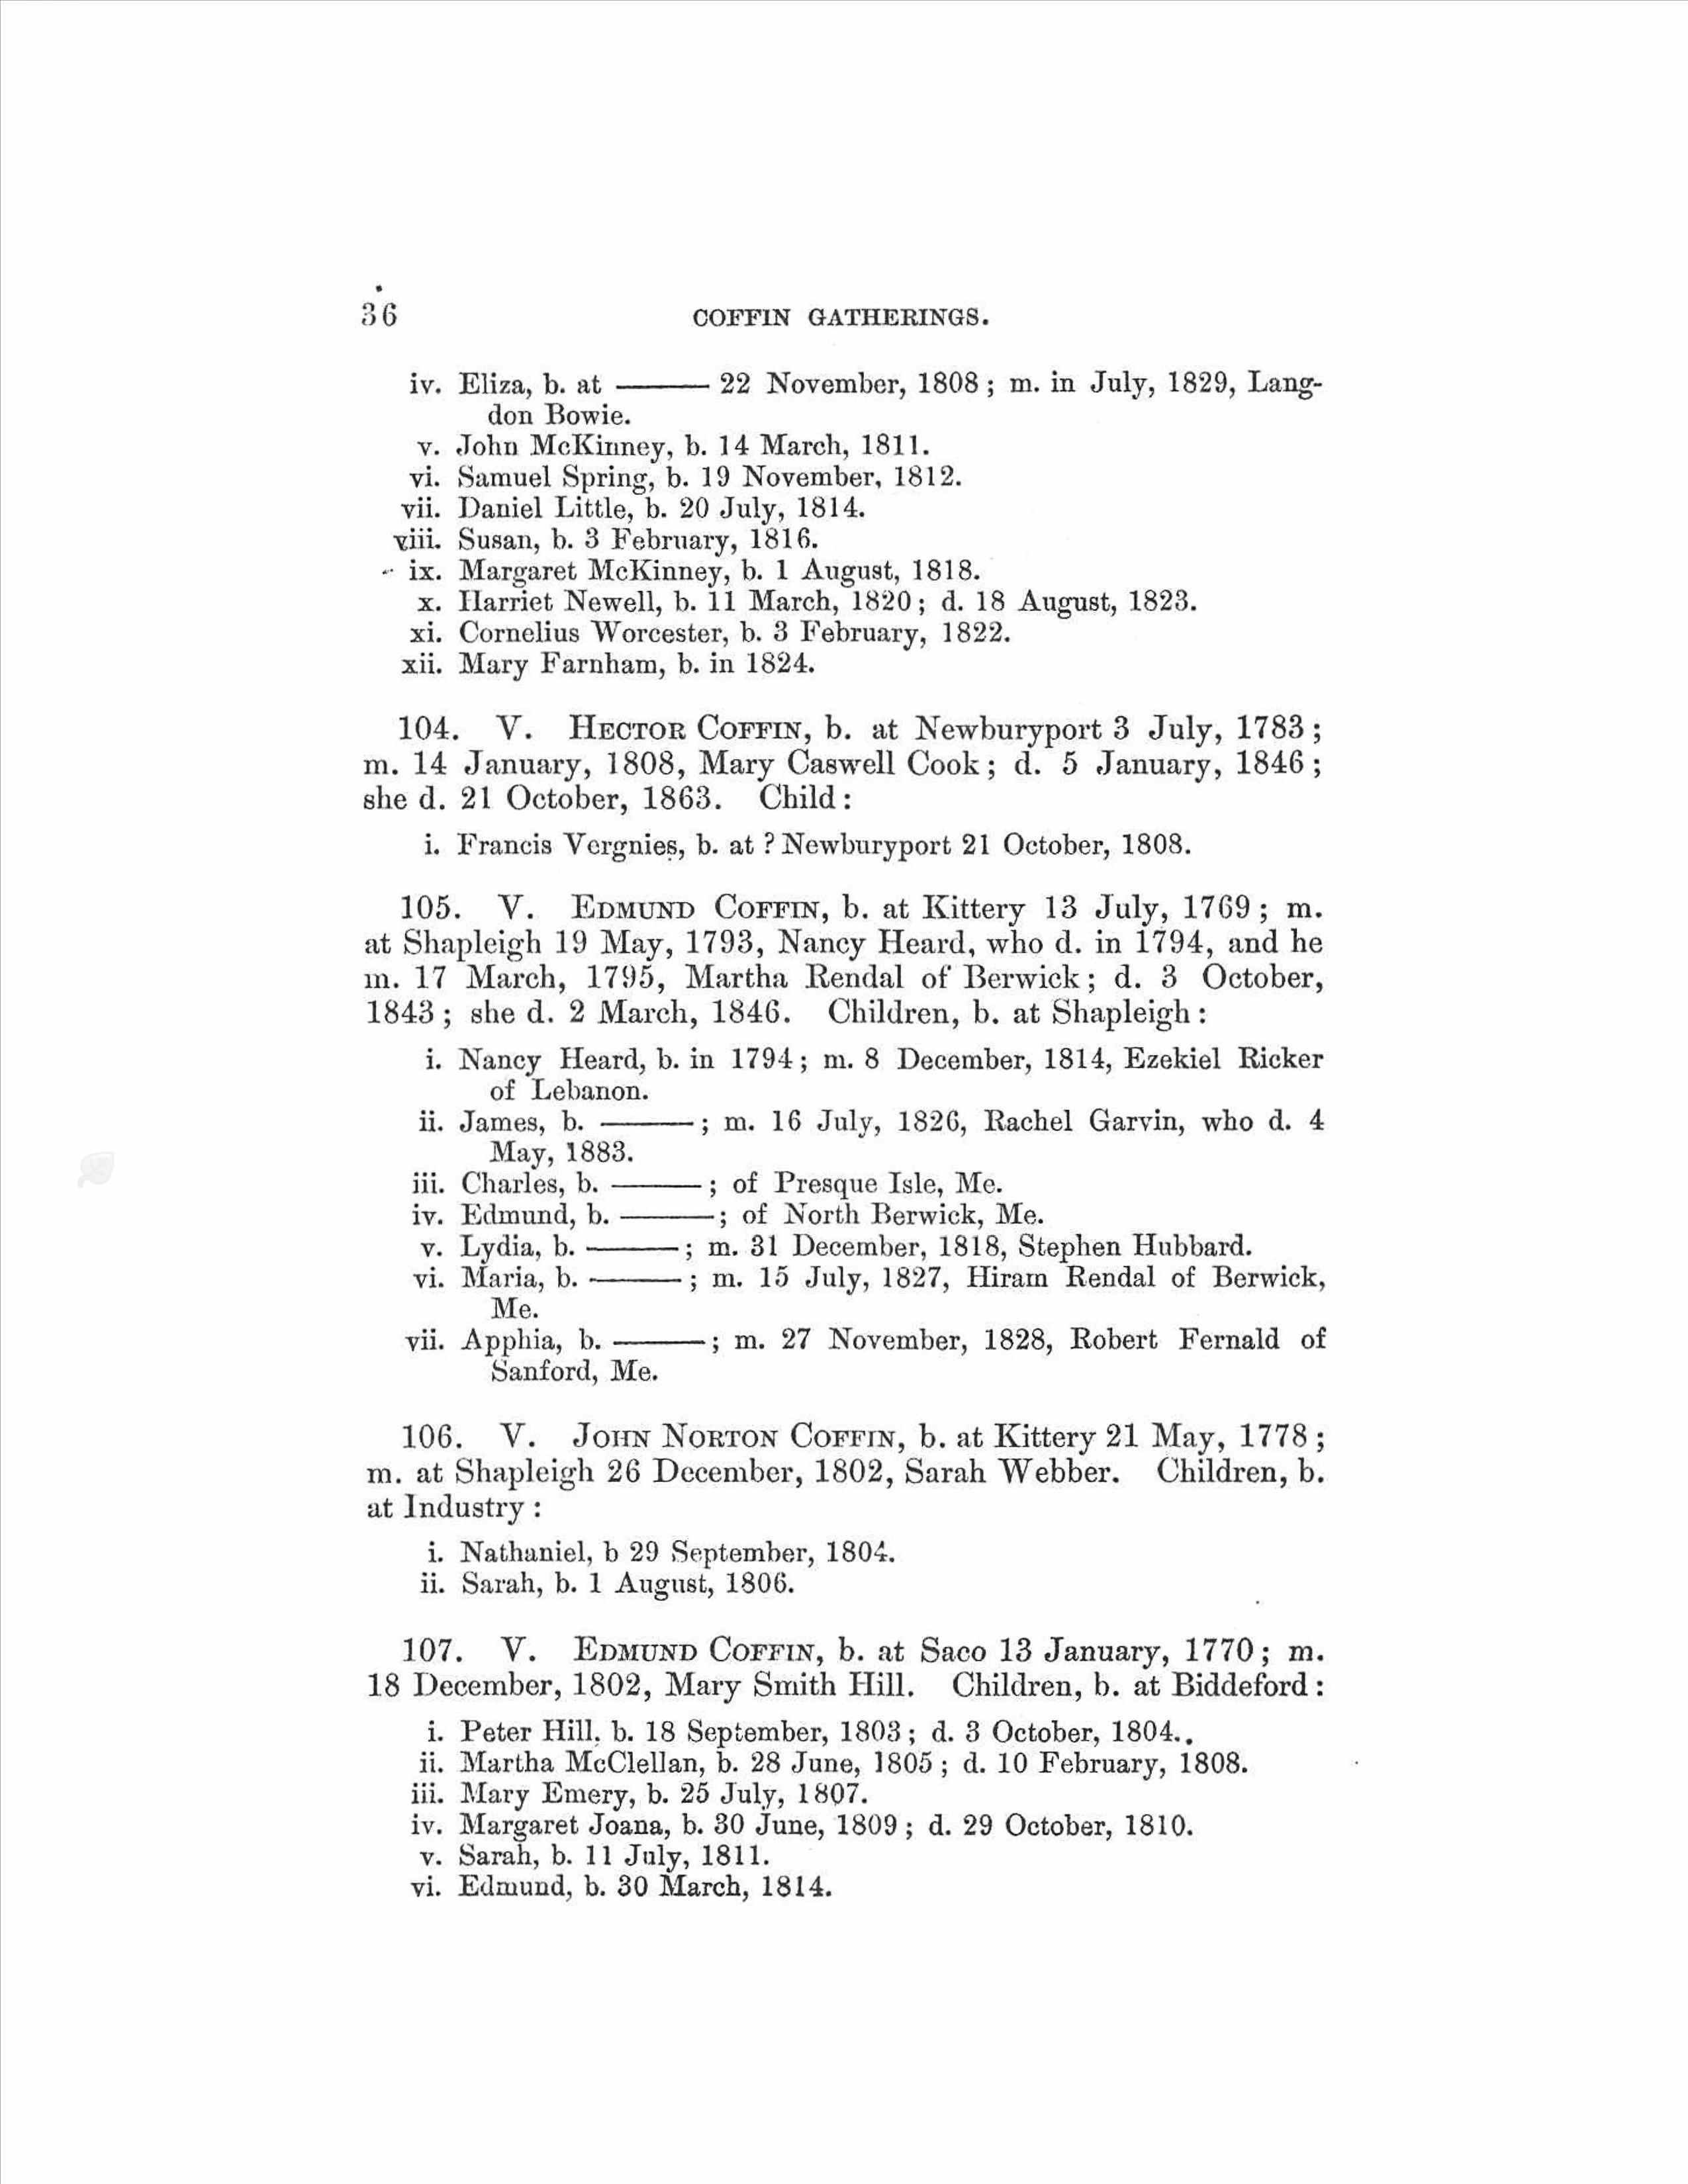 36 COFFIN GATHERINGS.
iv. Eliza, b. at ——— 22 November, 1808; m. in July, 1829, Lang-
don Bowie.
v. John McKinney, b. 14 March, 1811.
vi. Samuel Spring, b. 19 November, 1812.
vii. Daniel Little, b. 20 July, 1814.
viii. Susan, b. 3 February, 1816.
ix. Margaret McKinney, b. 1 August, 1818.
x. Harriet Newell, b. 11 March, 1820; d. 18 August, 1823.
xi. Cornelius Worcester, b. 3 February, 1822.
xii. Mary Farnham, b. in 1824.
104. V. HECTOR COFFIN, b. at Newburyport 3 July, 1783;
m. 14 January, 1808, Mary Caswell Cook; d. 5 January, 1846;
she d. 21 October, 1863. Child:
i. Francis Vergnies, b. at ? Newburyport 21 October, 1808.
105. V. EDMUND COFFIN, b. at Kittery 13 July, 1769; m.
at Shapleigh 19 May, 1793, Nancy Heard, who d. in 1794, and he
m. 17 March, 1795, Martha Rendal of Berwick; d. 3 October,
1843; she d. 2 March, 1846. Children, b. at Shapleigh:
i. Nancy Heard, b. in 1794; m. 8 December, 1814, Ezekiel Ricker
of Lebanon.
ii. James, b. ———; m. 16 July, 1826, Rachel Garvin, who d. 4
May, 1883.
iii. Charles, b. ———; of Presque Isle, Me.
iv. Edmund, b. ———; of North Berwick, Me.
v. Lydia, b. ———; m. 31 December, 1818, Stephen Hubbard.
vi. Maria, b. ———; m. 15 July, 1827, Hiram Rendal of Berwick,
Me.
vii. Apphia, b. ———; m. 27 November, 1828, Robert Fernald of
Sanford, Me.
106. V. JOHN NORTON COFFIN, b. at Kittery 21 May, 1778;
m. at Shapleigh 26 December, 1802, Sarah Webber. Children, b.
at Industry:
i. Nathaniel, b 29 September, 1804.
ii. Sarah, b. 1 August, 1806.
107. V. EDMUND COFFIN, b. at Saco 13 January, 1770; m.
18 December, 1802, Mary Smith Hill. Children, b. at Biddeford:
i. Peter Hill, b. 18 September, 1803; d. 3 October, 1804..
ii. Martha McClellan, b. 28 June, 1805; d. 10 February, 1808.
iii. Mary Emery, b. 25 July, 1807.
iv. Margaret Joana, b. 30 June, 1809; d. 29 October, 1810.
v. Sarah, b. 11 July, 1811.
vi. Edmund, b. 30 March, 1814.